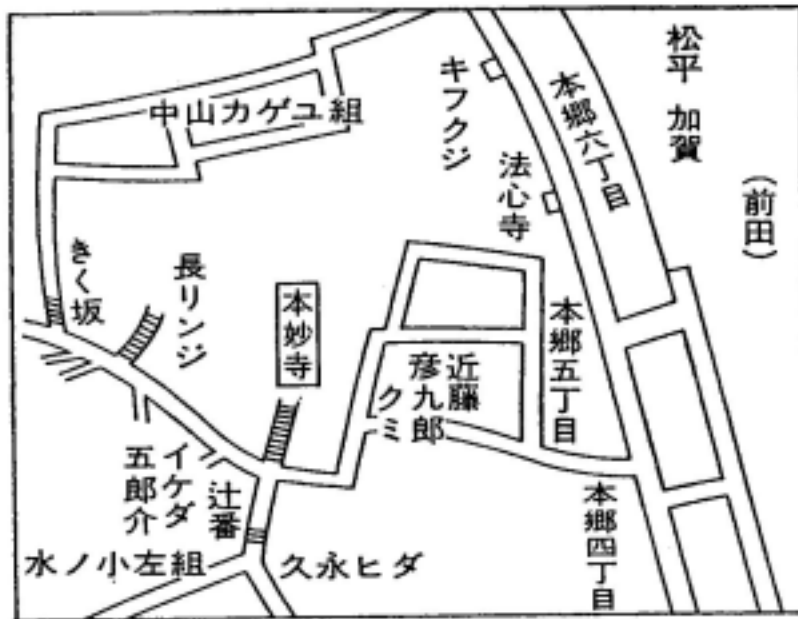 松平 加賀
(前田)
本郷六丁目
キフクジ
法心寺
中山カゲユ組
きく坂
長リンジ
本妙寺
本郷五丁目
近藤
彦九郎
クミ
本郷四丁目
イケダ
五郎介
辻番
水ノ小左組
久永ヒダ